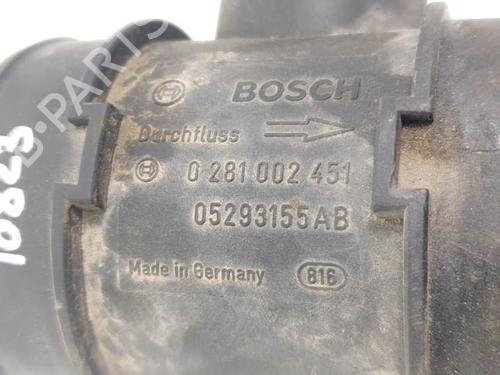 BOSCH
Durchfluss
0 281 002 451
05293155AB
Made in Germany 816
10823
B-PARTS